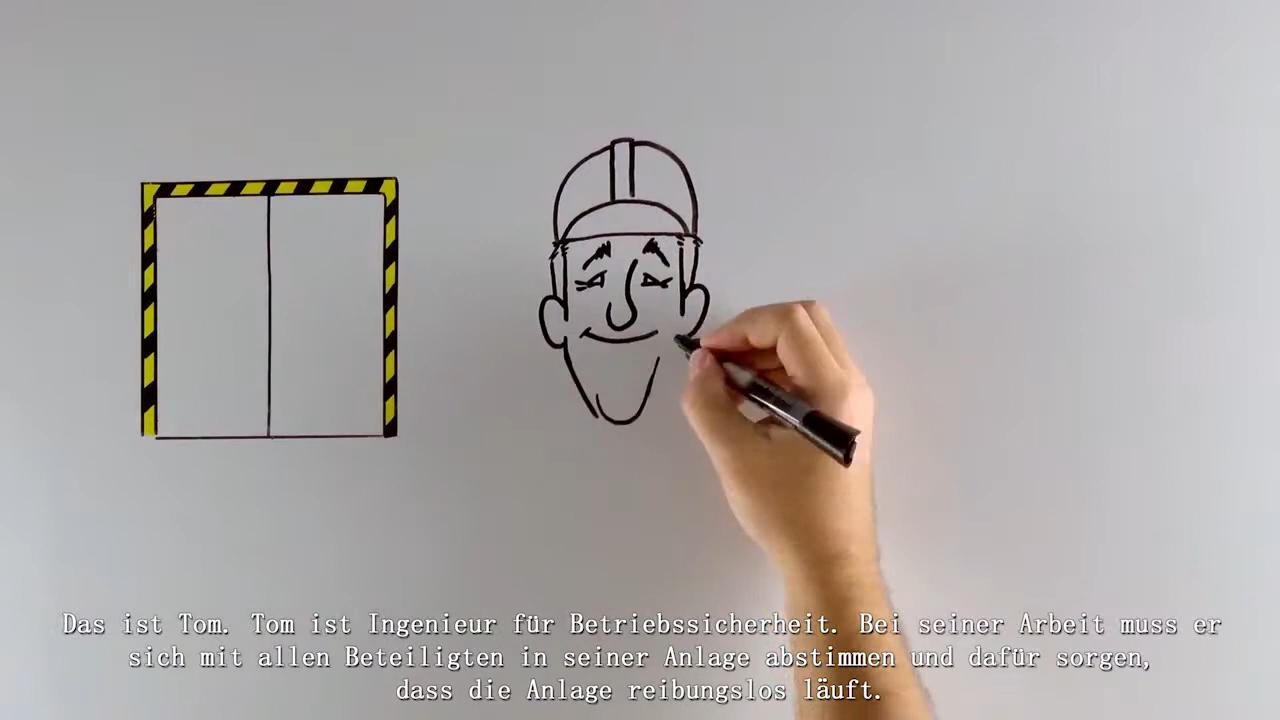 Das ist Tom. Tom ist Ingenieur für Betriebssicherheit. Bei seiner Arbeit muss er
sich mit allen Beteiligten in seiner Anlage abstimmen und dafür sorgen,
dass die Anlage reibungslos läuft.